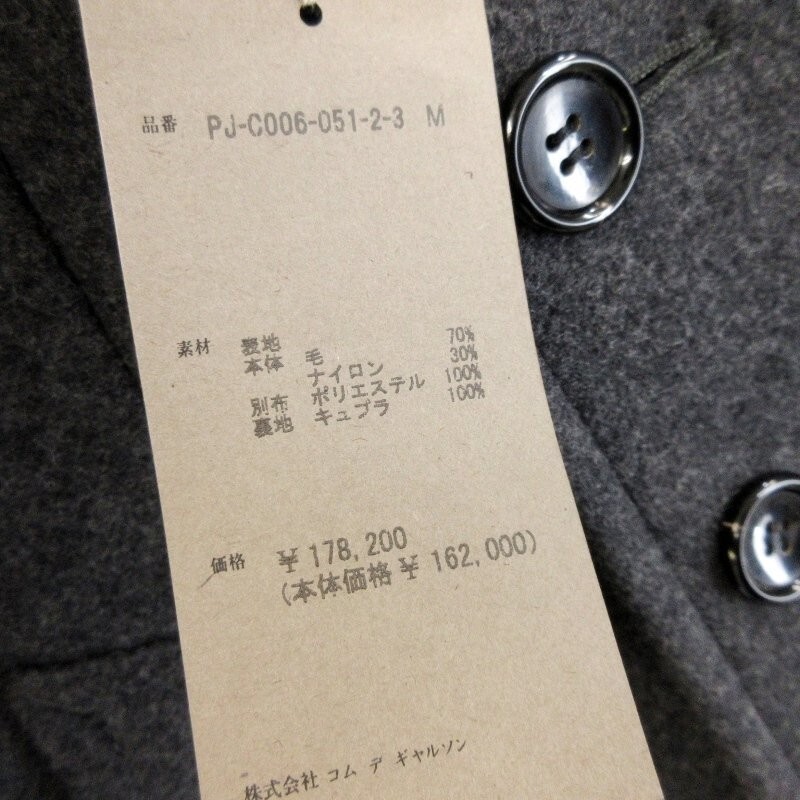 品番 PJ-C006-051-2-3 M
素材 表地
本体 毛 70%
ナイロン 30%
別布 ポリエステル 100%
裏地 キュプラ 100%
価格 ¥178,200
(本体価格¥162,000)
株式会社 コム デ ギャルソン